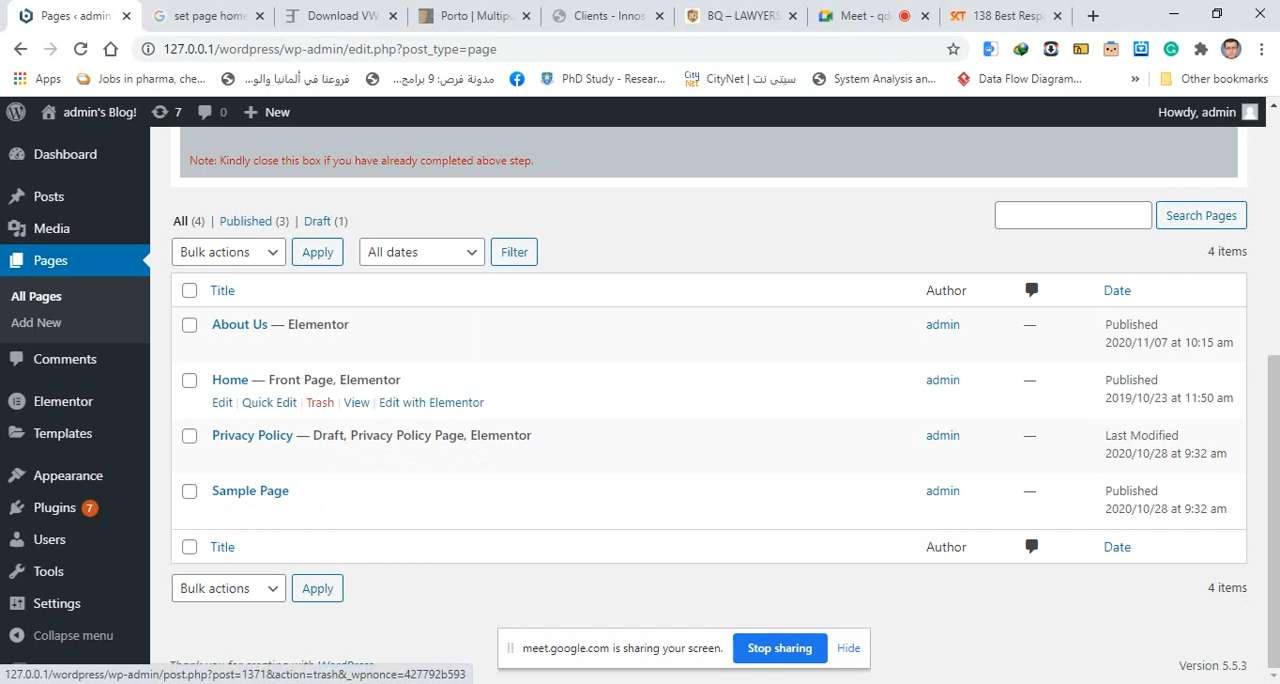 Pages ‹ admin
set page home
Download VW
Porto | Multipu
Clients - Innos
BQ – LAWYERS
Meet - qd
SKT
138 Best Resp
127.0.0.1/wordpress/wp-admin/edit.php?post_type=page
Apps
Jobs in pharma, che...
فروعنا في ألمانيا والو...
مدونة فرص: 9 برامج...
PhD Study - Resear...
City Net
CityNet | سيتي نت...
System Analysis an...
Data Flow Diagram...
»
Other bookmarks
admin's Blog!
7
0
New
Howdy, admin
Dashboard
Posts
Media
Pages
All Pages
Add New
Comments
Elementor
Templates
Appearance
Plugins 7
Users
Tools
Settings
Collapse menu
Note: Kindly close this box if you have already completed above step.
All (4) | Published (3) | Draft (1)
Search Pages
Bulk actions
Apply
All dates
Filter
4 items
Title
Author
Date
About Us — Elementor
admin
—
Published
2020/11/07 at 10:15 am
Home — Front Page, Elementor
admin
—
Published
2019/10/23 at 11:50 am
Edit | Quick Edit | Trash | View | Edit with Elementor
Privacy Policy — Draft, Privacy Policy Page, Elementor
admin
—
Last Modified
2020/10/28 at 9:32 am
Sample Page
admin
—
Published
2020/10/28 at 9:32 am
Title
Author
Date
Bulk actions
Apply
4 items
meet.google.com is sharing your screen.
Stop sharing
Hide
Thank you for creating with WordPress
Version 5.5.3
127.0.0.1/wordpress/wp-admin/post.php?post=1371&action=trash&_wpnonce=427792b593